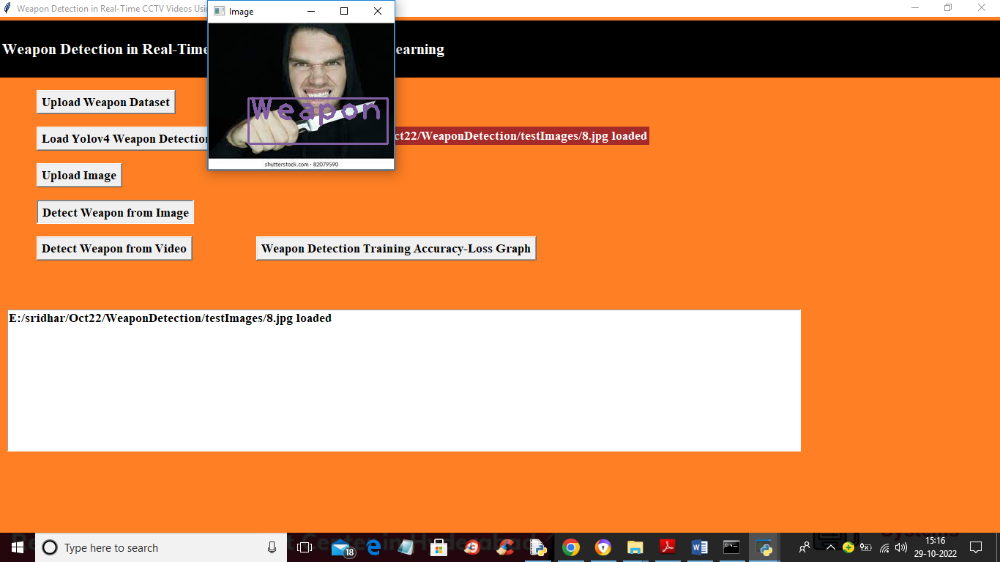 Weapon Detection in Real-Time CCTV Videos Usi
Image
Weapon Detection in Real-Time
earning
Upload Weapon Dataset
Weapon
Load Yolov4 Weapon Detection
ct22/WeaponDetection/testImages/8.jpg loaded
shutterstock.com · 82079590
Upload Image
Detect Weapon from Image
Detect Weapon from Video
Weapon Detection Training Accuracy-Loss Graph
E:/sridhar/Oct22/WeaponDetection/testImages/8.jpg loaded
Type here to search
18
15:16
29-10-2022